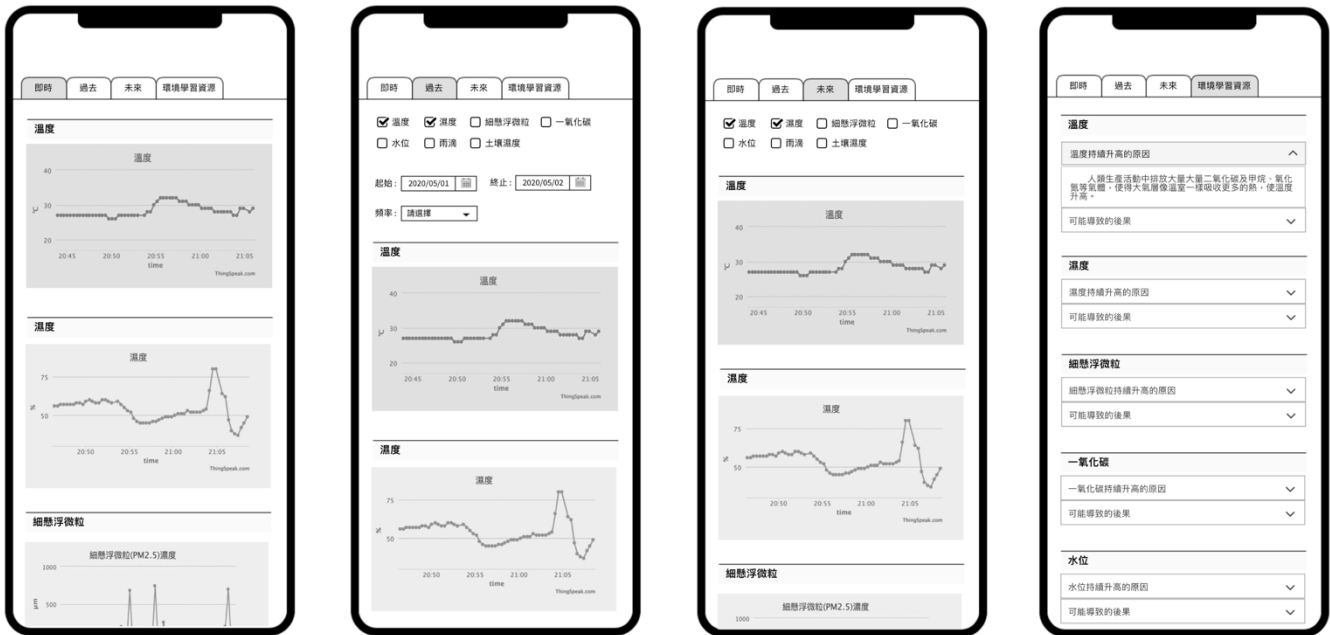 即時 過去 未來 環境學習資源
溫度
溫度
40
30
20
℃
20:45 20:50 20:55 21:00 21:05
time
ThingSpeak.com
濕度
濕度
75
50
%
20:50 20:55 21:00 21:05
time
ThingSpeak.com
細懸浮微粒
細懸浮微粒(PM2.5)濃度
1000
500
μm
即時 過去 未來 環境學習資源
溫度 濕度 細懸浮微粒 一氧化碳
水位 雨滴 土壤濕度
起始: 2020/05/01 終止: 2020/05/02
頻率: 請選擇
溫度
溫度
40
30
20
℃
20:45 20:50 20:55 21:00 21:05
time
ThingSpeak.com
濕度
濕度
75
50
%
20:50 20:55 21:00 21:05
time
ThingSpeak.com
即時 過去 未來 環境學習資源
溫度 濕度 細懸浮微粒 一氧化碳
水位 雨滴 土壤濕度
溫度
溫度
40
30
20
℃
20:45 20:50 20:55 21:00 21:05
time
ThingSpeak.com
濕度
濕度
75
50
%
20:50 20:55 21:00 21:05
time
ThingSpeak.com
細懸浮微粒
細懸浮微粒(PM2.5)濃度
1000
即時 過去 未來 環境學習資源
溫度
溫度持續升高的原因
人類生產活動中排放大量大量二氧化碳及甲烷、氧化
氮等氣體，使得大氣層像溫室一樣吸收更多的熱，使溫度
升高。
可能導致的後果
濕度
濕度持續升高的原因
可能導致的後果
細懸浮微粒
細懸浮微粒持續升高的原因
可能導致的後果
一氧化碳
一氧化碳持續升高的原因
可能導致的後果
水位
水位持續升高的原因
可能導致的後果